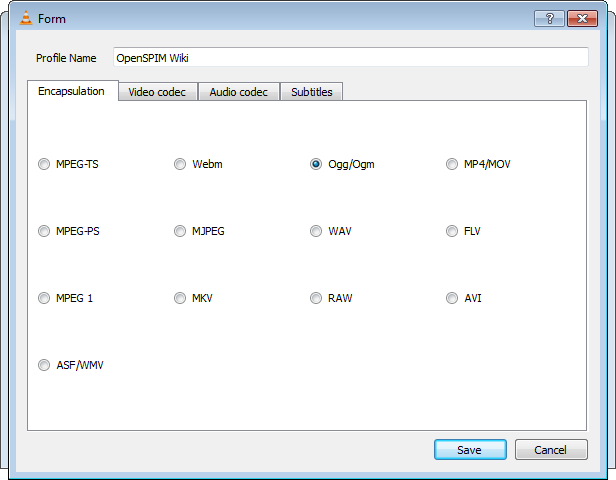 Form
Profile Name OpenSPIM Wiki
Encapsulation Video codec Audio codec Subtitles
MPEG-TS Webm Ogg/Ogm MP4/MOV
MPEG-PS MJPEG WAV FLV
MPEG 1 MKV RAW AVI
ASF/WMV
Save Cancel